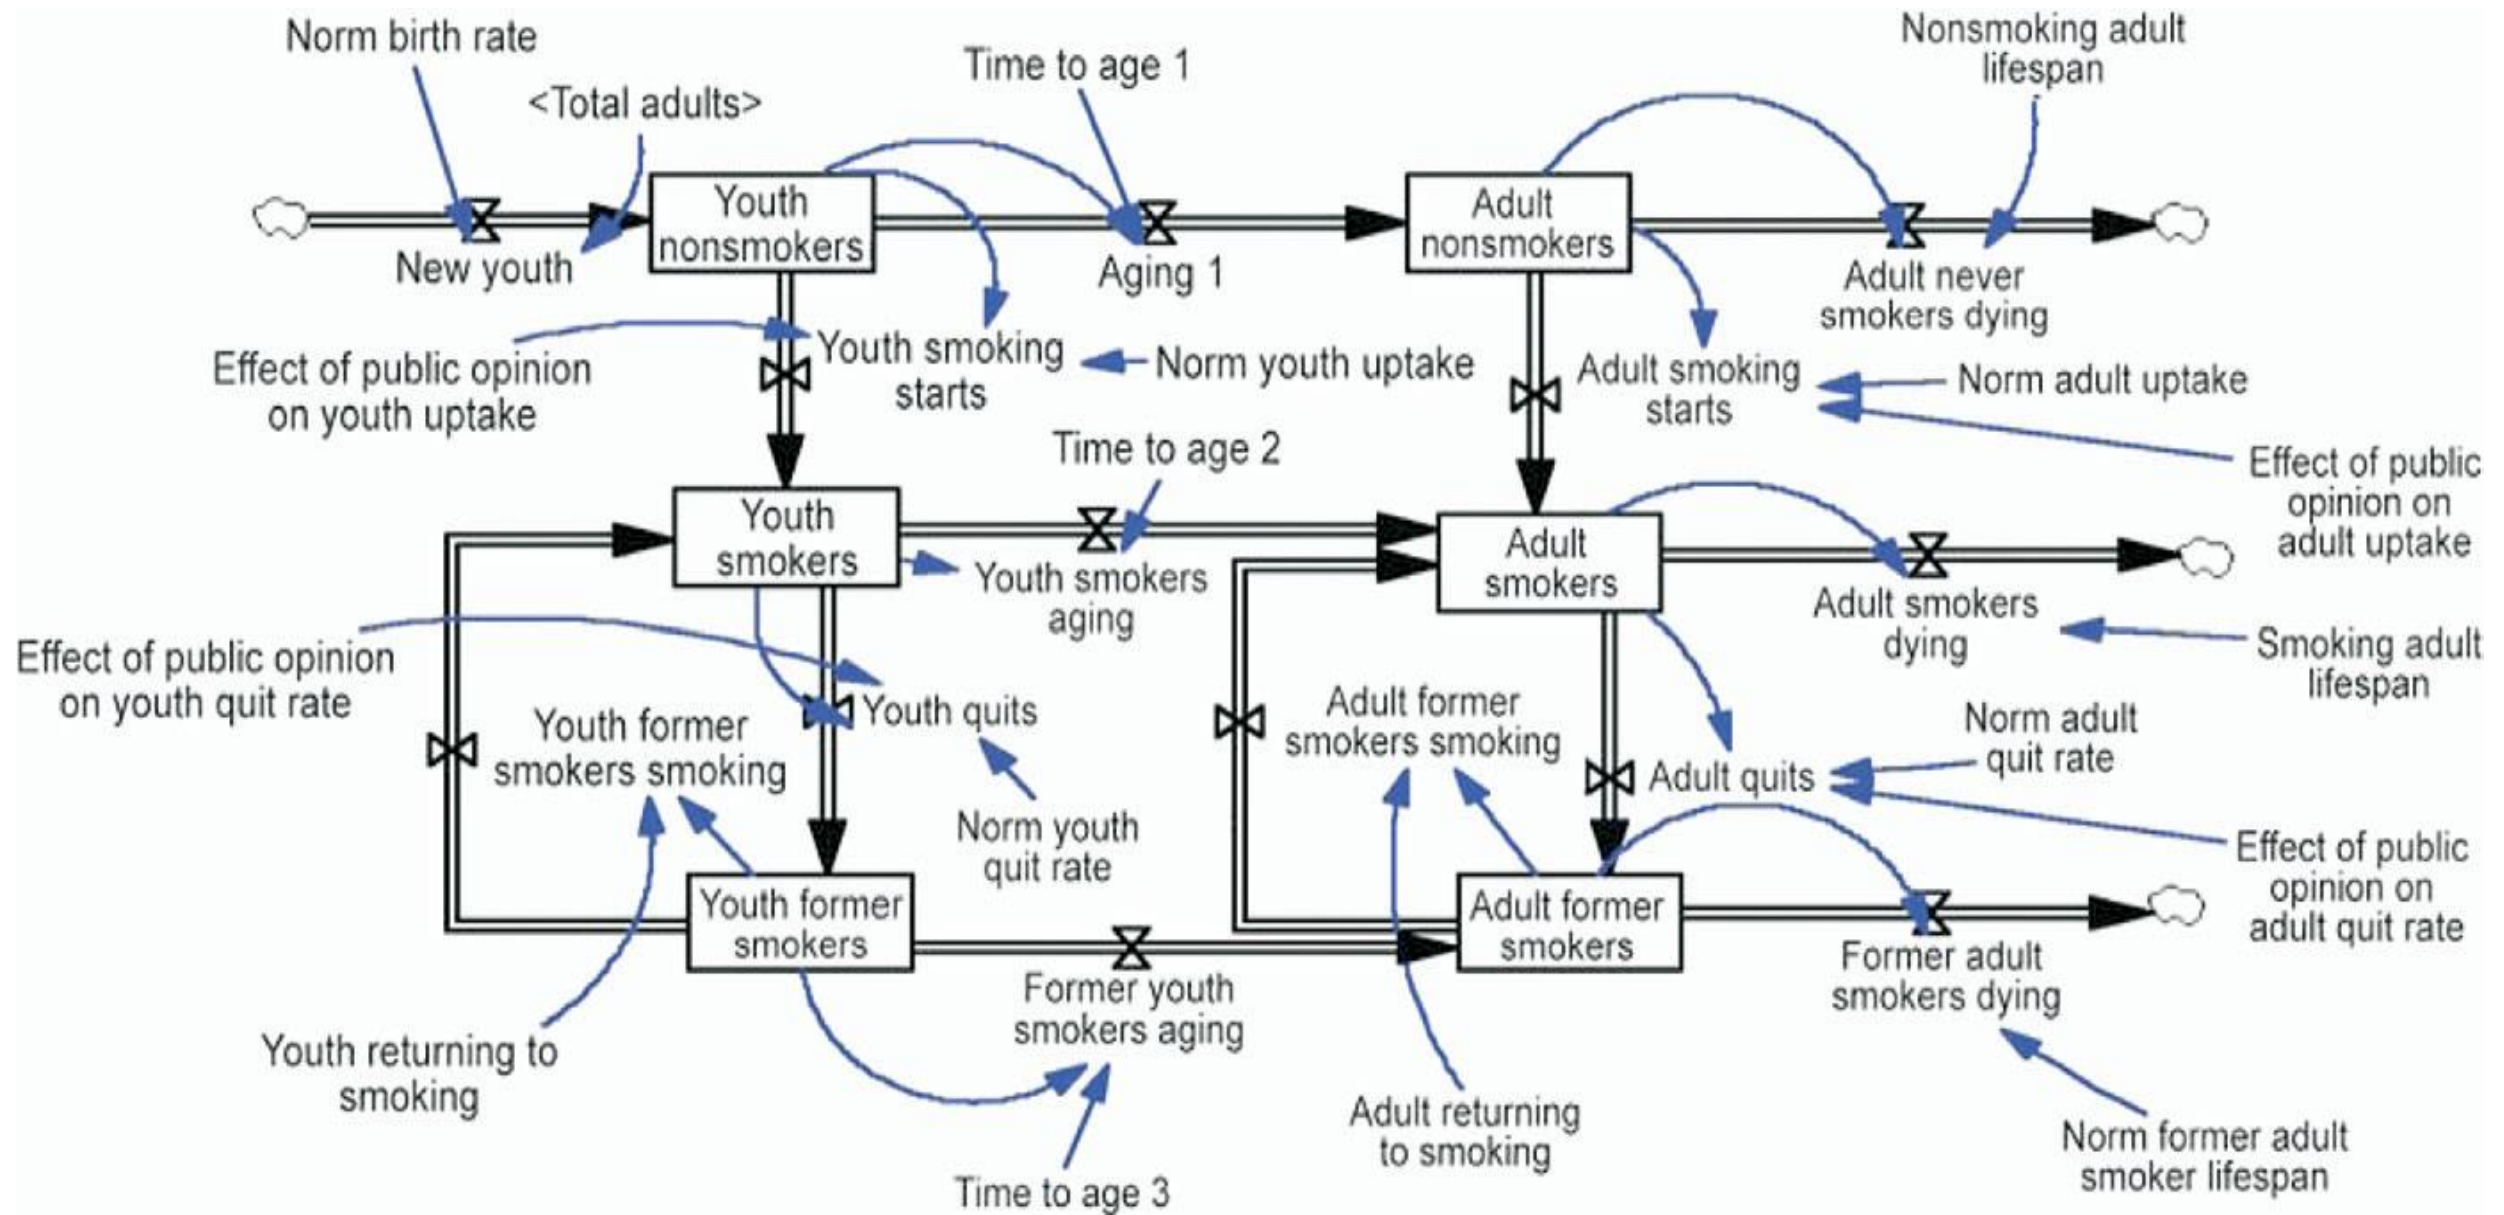 Norm birth rate
<Total adults>
Time to age 1
Nonsmoking adult
lifespan
Youth
nonsmokers
Adult
nonsmokers
New youth
Aging 1
Adult never
smokers dying
Effect of public opinion
on youth uptake
Youth smoking
starts
Norm youth uptake
Adult smoking
starts
Norm adult uptake
Effect of public
opinion on
adult uptake
Time to age 2
Youth
smokers
Adult
smokers
Youth smokers
aging
Adult smokers
dying
Smoking adult
lifespan
Effect of public opinion
on youth quit rate
Youth former
smokers smoking
Youth quits
Adult former
smokers smoking
Norm adult
quit rate
Adult quits
Norm youth
quit rate
Effect of public
opinion on
adult quit rate
Youth former
smokers
Adult former
smokers
Former youth
smokers aging
Former adult
smokers dying
Youth returning to
smoking
Adult returning
to smoking
Norm former adult
smoker lifespan
Time to age 3